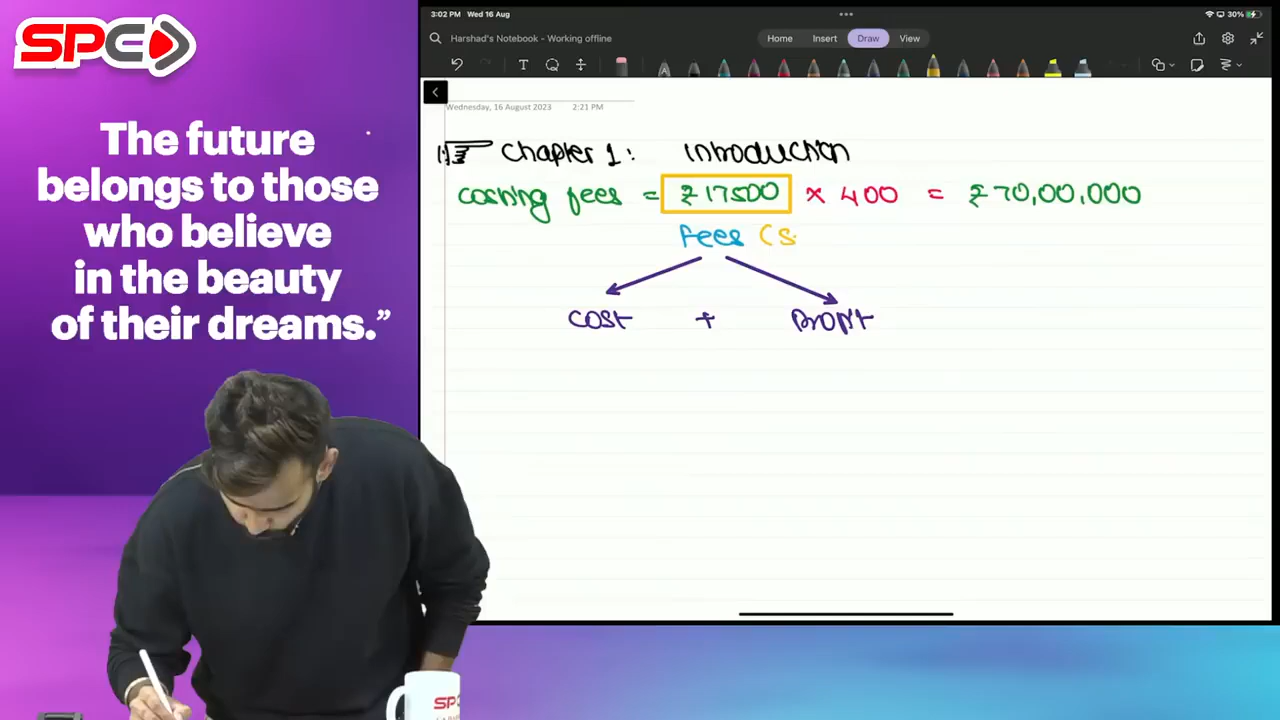 SPC
The future
belongs to those
who believe
in the beauty
of their dreams.”
3:02 PM Wed 16 Aug
30%
Harshad's Notebook - Working offline
Home Insert Draw View
Wednesday, 16 August 2023 2:21 PM
Chapter 1: Introduction
costing fees = ₹17500 × 400 = ₹70,00,000
Fees (S
COST + Profit
SPC